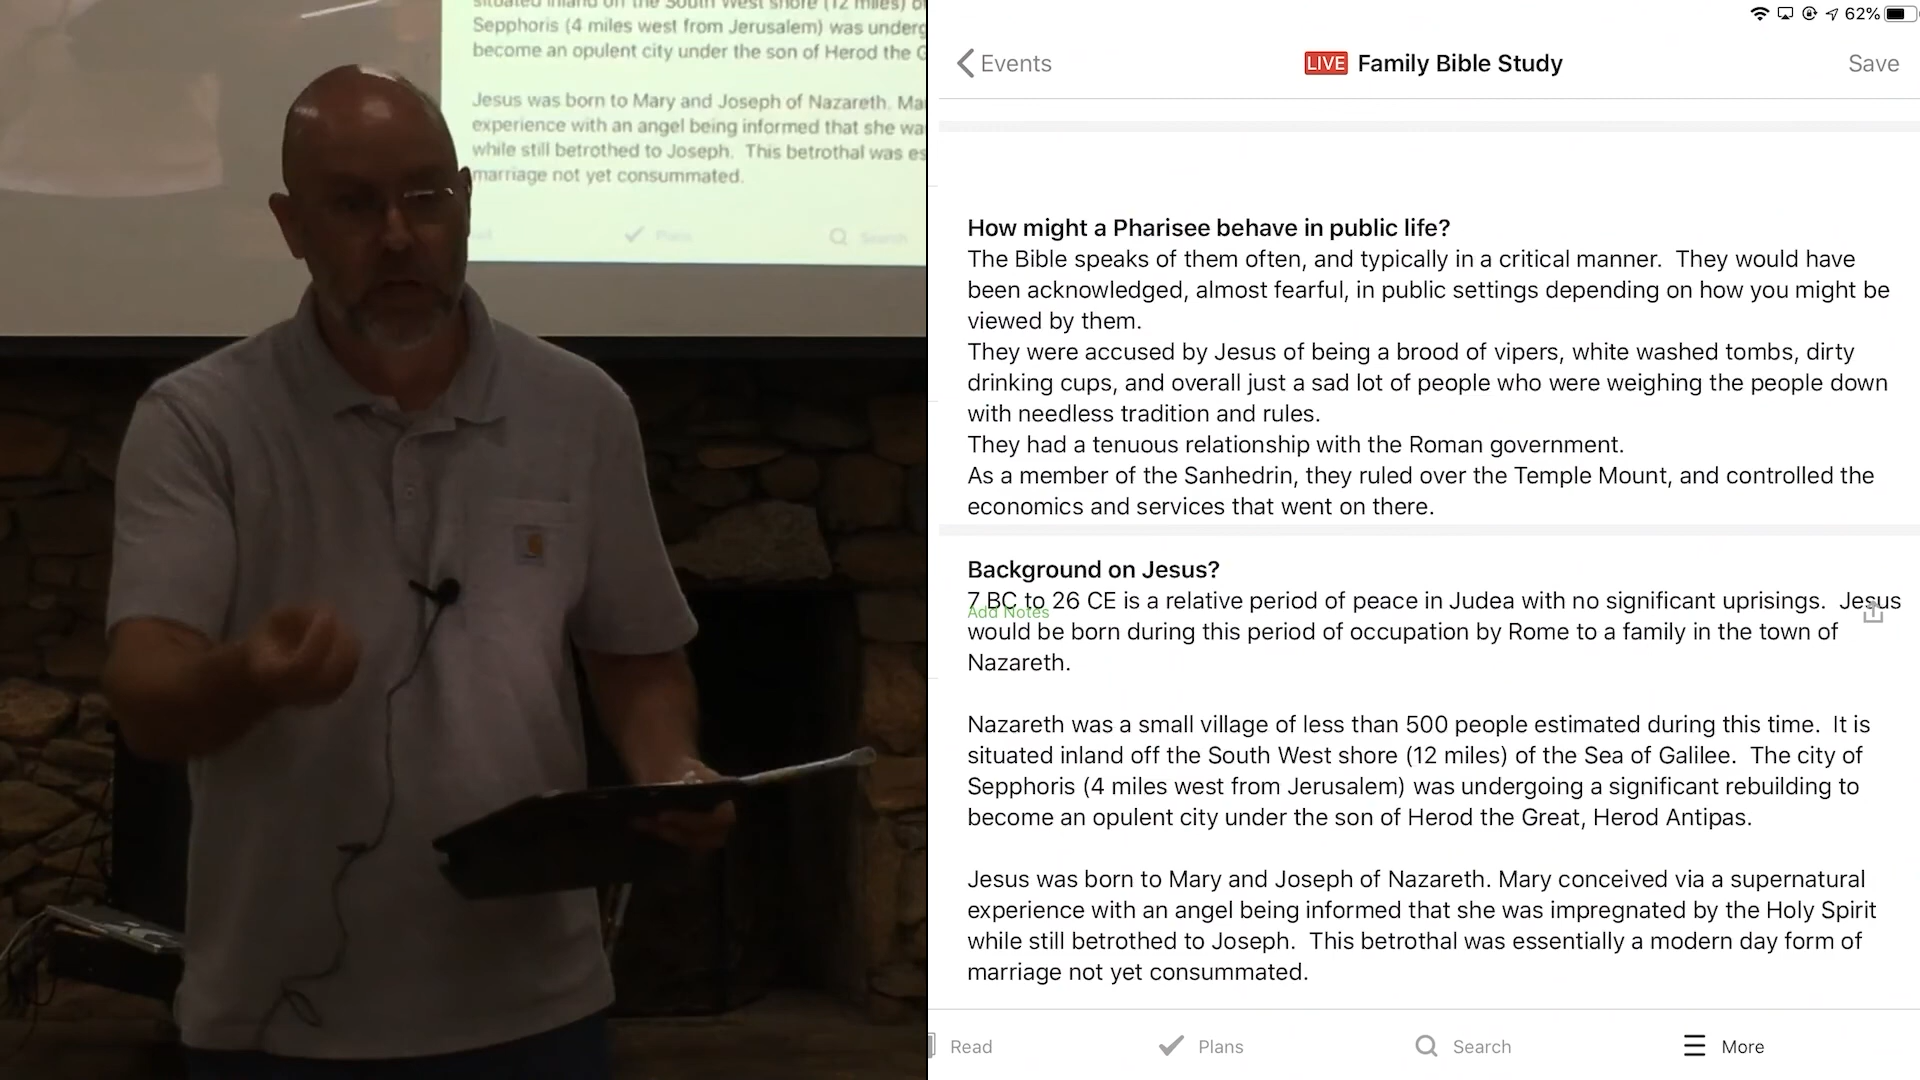 situated inland off the South West shore (12 miles) o
Sepphoris (4 miles west from Jerusalem) was underg
become an opulent city under the son of Herod the G
Jesus was born to Mary and Joseph of Nazareth. Ma
experience with an angel being informed that she wa
while still betrothed to Joseph.  This betrothal was es
marriage not yet consummated.
Plans
Search
62%
Events
LIVE Family Bible Study
Save
How might a Pharisee behave in public life?
The Bible speaks of them often, and typically in a critical manner.  They would have
been acknowledged, almost fearful, in public settings depending on how you might be
viewed by them.
They were accused by Jesus of being a brood of vipers, white washed tombs, dirty
drinking cups, and overall just a sad lot of people who were weighing the people down
with needless tradition and rules.
They had a tenuous relationship with the Roman government.
As a member of the Sanhedrin, they ruled over the Temple Mount, and controlled the
economics and services that went on there.
Background on Jesus?
7 BC to 26 CE is a relative period of peace in Judea with no significant uprisings.  Jesus
Add Notes
would be born during this period of occupation by Rome to a family in the town of
Nazareth.
Nazareth was a small village of less than 500 people estimated during this time.  It is
situated inland off the South West shore (12 miles) of the Sea of Galilee.  The city of
Sepphoris (4 miles west from Jerusalem) was undergoing a significant rebuilding to
become an opulent city under the son of Herod the Great, Herod Antipas.
Jesus was born to Mary and Joseph of Nazareth. Mary conceived via a supernatural
experience with an angel being informed that she was impregnated by the Holy Spirit
while still betrothed to Joseph.  This betrothal was essentially a modern day form of
marriage not yet consummated.
Read
Plans
Search
More